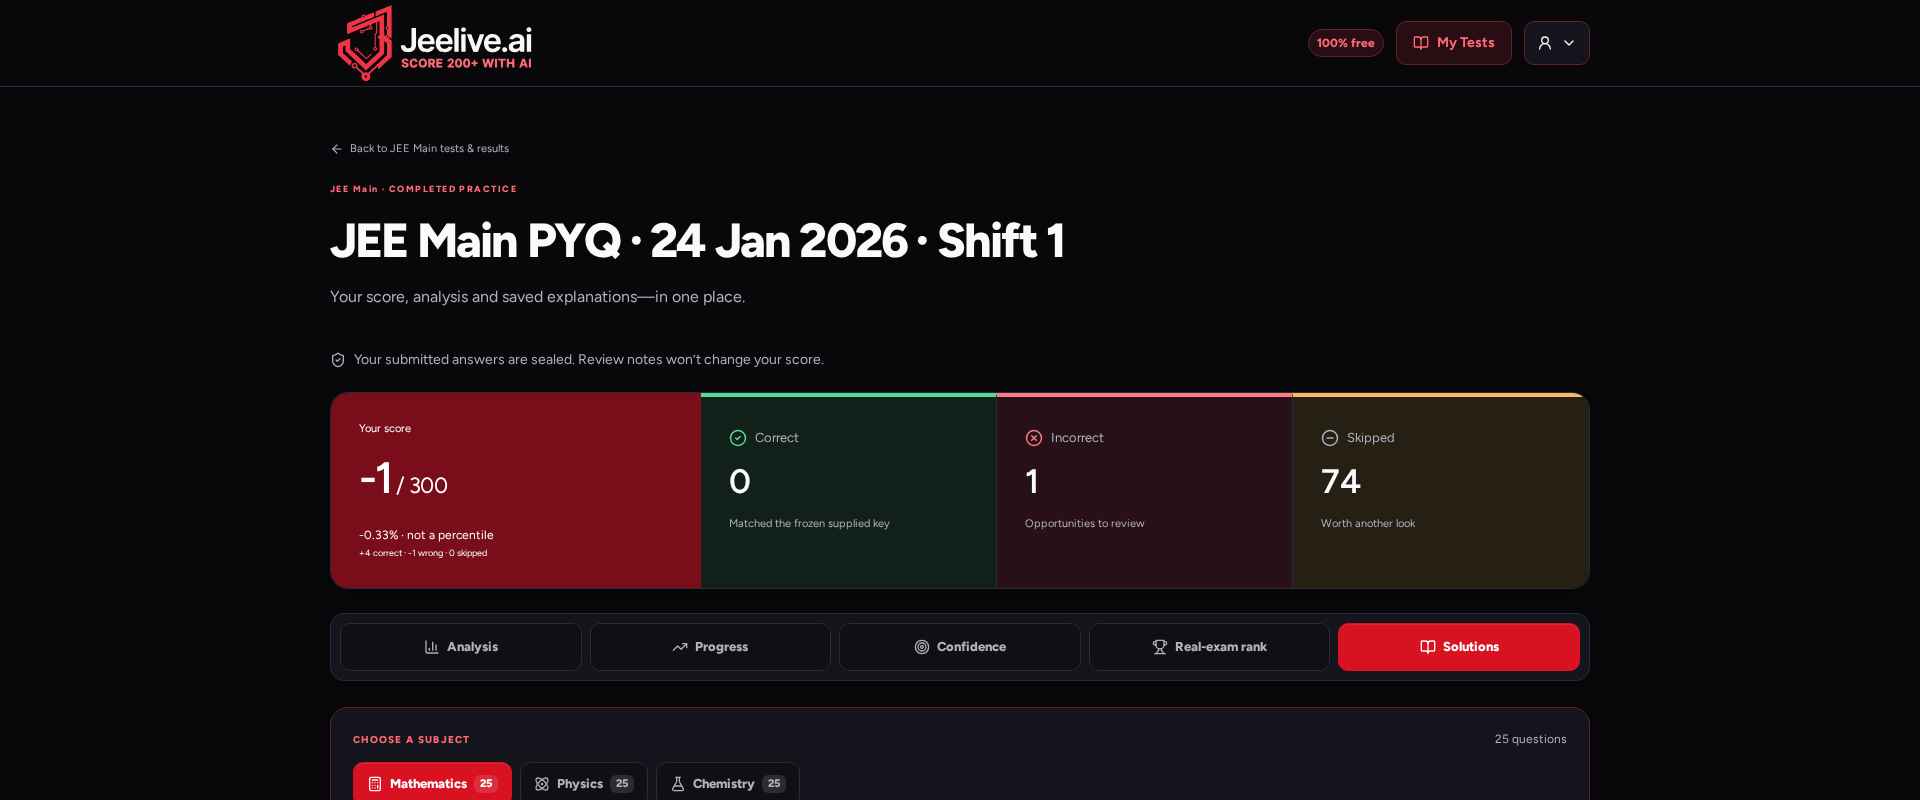 Jeelive.ai
SCORE 200+ WITH AI
100% free
My Tests
Back to JEE Main tests & results
JEE Main · COMPLETED PRACTICE
JEE Main PYQ · 24 Jan 2026 · Shift 1
Your score, analysis and saved explanations—in one place.
Your submitted answers are sealed. Review notes won't change your score.
Your score
-1 / 300
-0.33% · not a percentile
+4 correct · -1 wrong · 0 skipped
Correct
0
Matched the frozen supplied key
Incorrect
1
Opportunities to review
Skipped
74
Worth another look
Analysis
Progress
Confidence
Real-exam rank
Solutions
CHOOSE A SUBJECT
25 questions
Mathematics 25
Physics 25
Chemistry 25